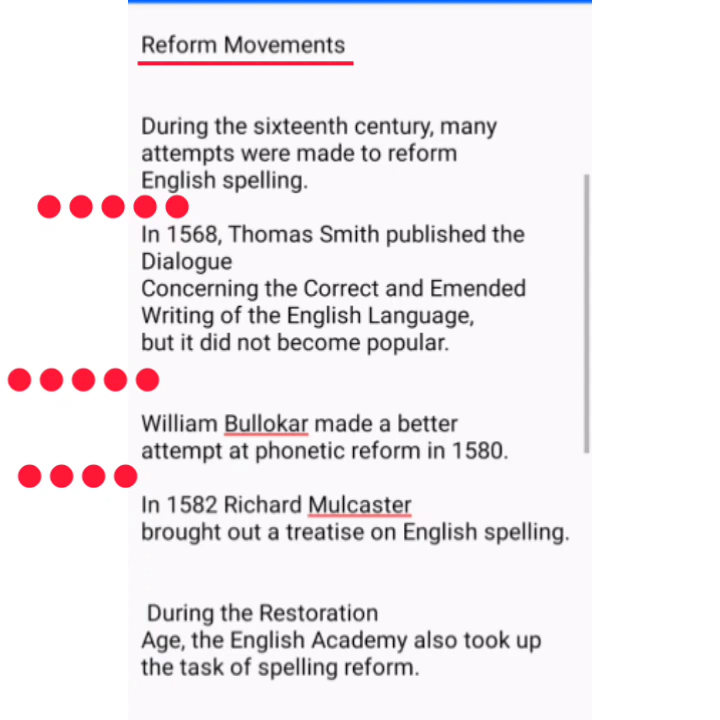 Reform Movements
During the sixteenth century, many
attempts were made to reform
English spelling.
In 1568, Thomas Smith published the
Dialogue
Concerning the Correct and Emended
Writing of the English Language,
but it did not become popular.
William Bullokar made a better
attempt at phonetic reform in 1580.
In 1582 Richard Mulcaster
brought out a treatise on English spelling.
During the Restoration
Age, the English Academy also took up
the task of spelling reform.